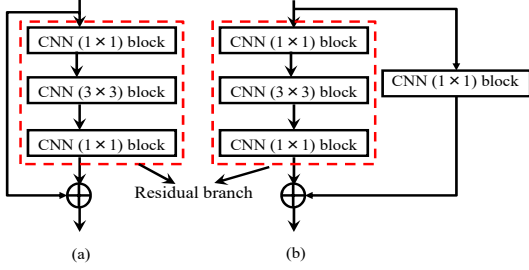 CNN (1×1) block
CNN (3×3) block
CNN (1×1) block
CNN (1×1) block
CNN (3×3) block
CNN (1×1) block
CNN (1×1) block
Residual branch
(a)
(b)